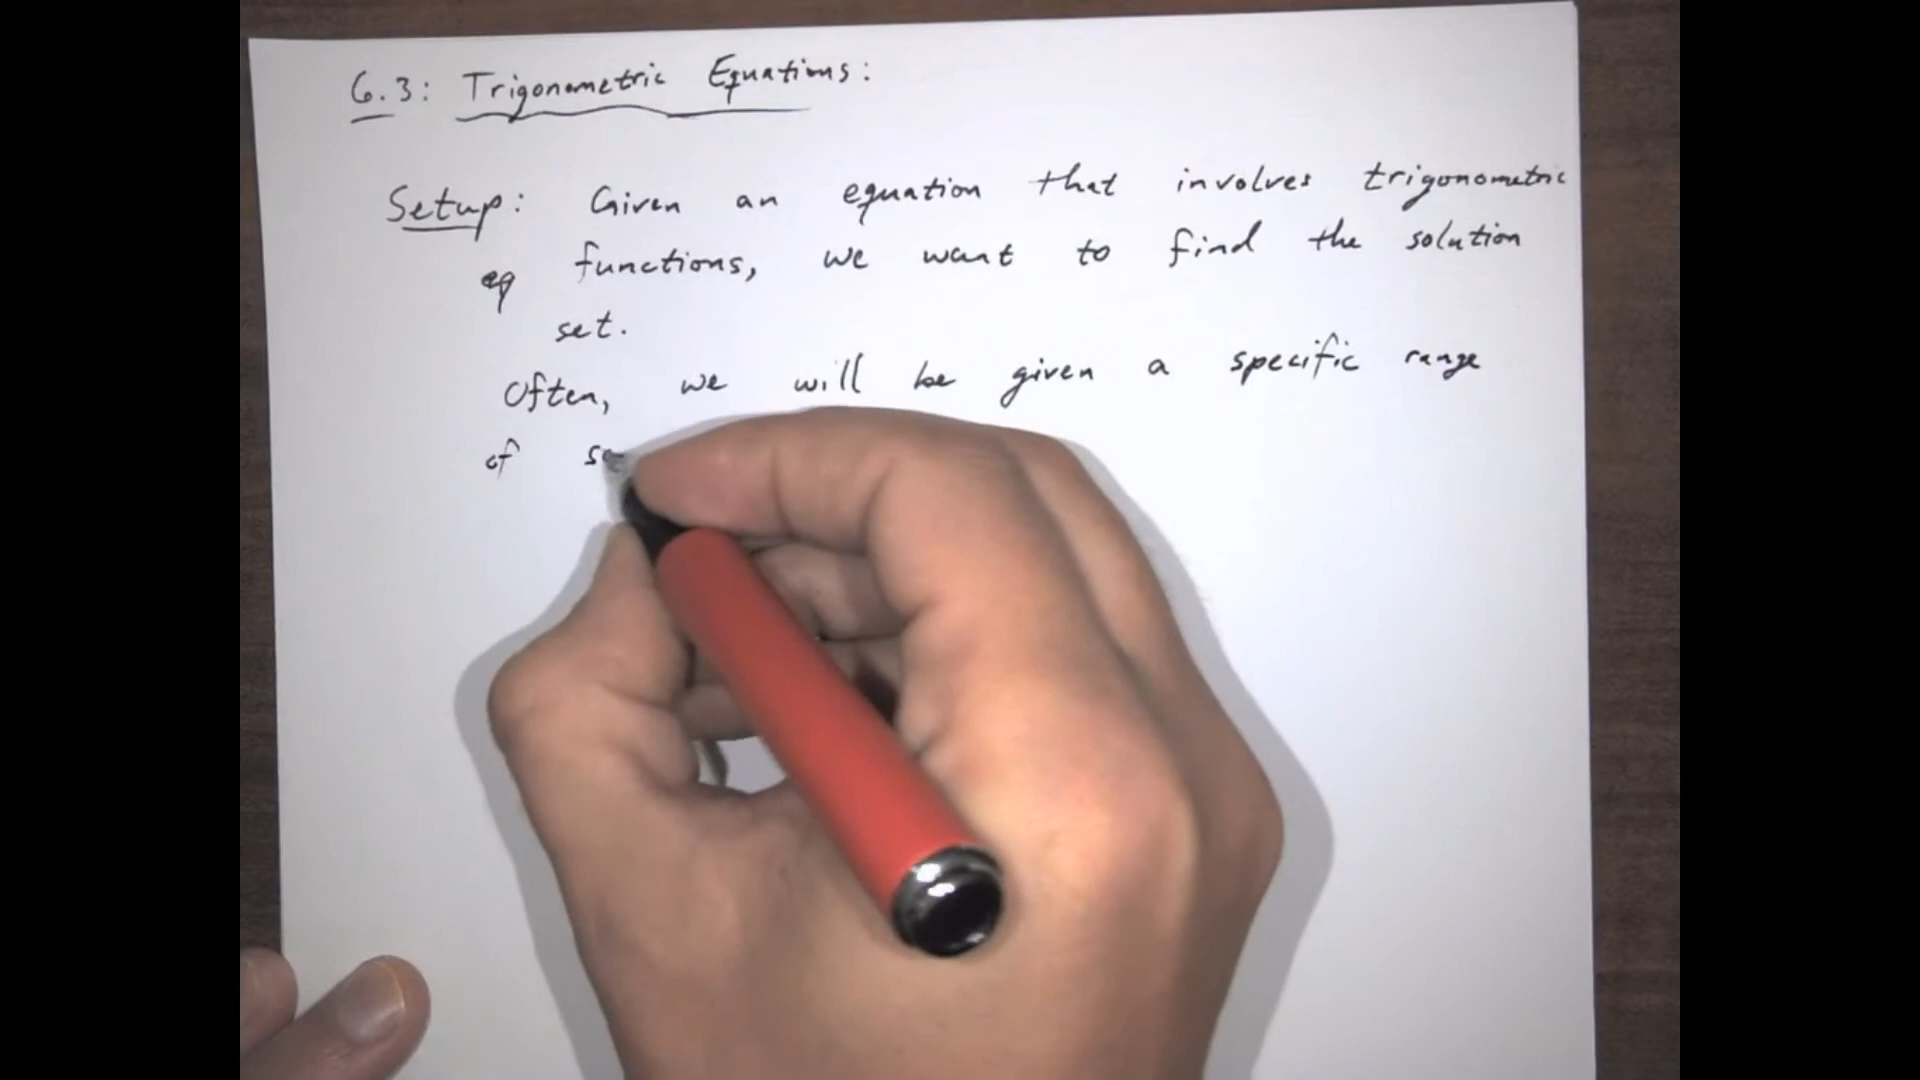 6.3: Trigonometric Equations:
Setup: Given an equation that involves trigonometric
eq functions, we want to find the solution
set.
Often, we will be given a specific range
of